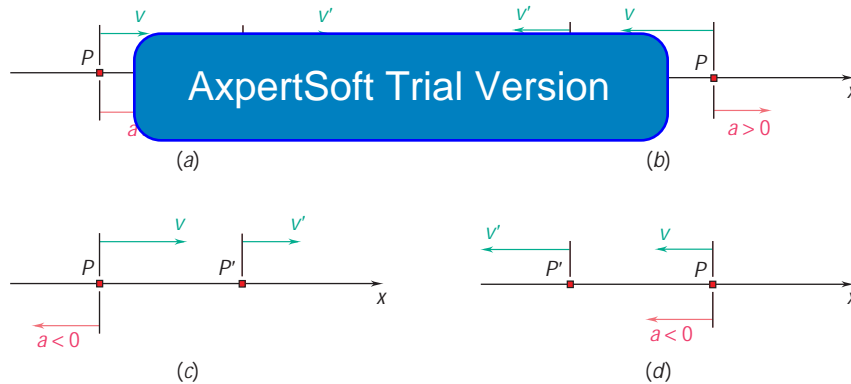 v v' v' v
P P
AxpertSoft Trial Version
x
a a > 0
(a) (b)
v v' v' v
P P' P' P
x x
a < 0 a < 0
(c) (d)